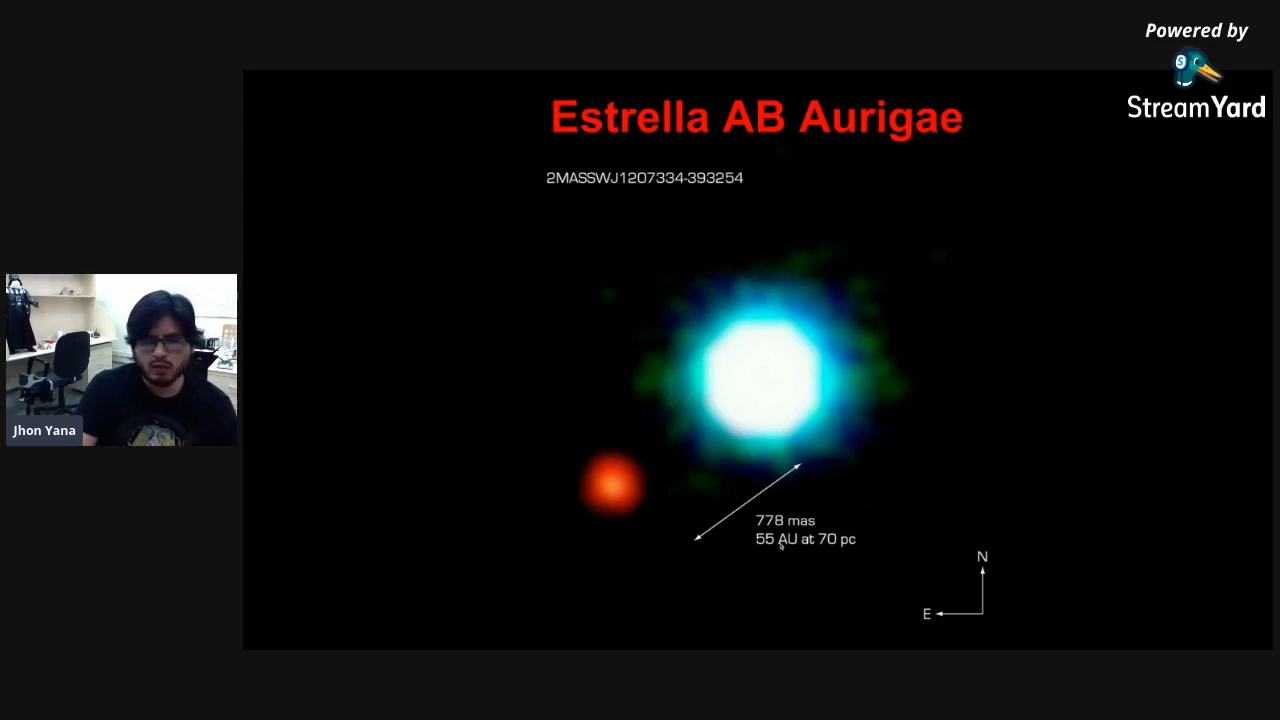 Powered by
StreamYard
Estrella AB Aurigae
2MASSWJ1207334-393254
778 mas
55 AU at 70 pc
N
E
Jhon Yana